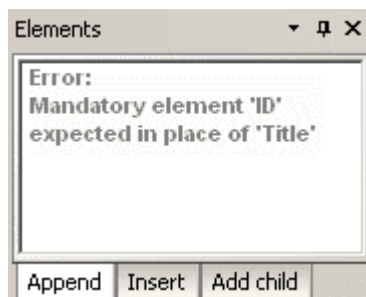 Elements
Error:
Mandatory element 'ID'
expected in place of 'Title'
Append Insert Add child